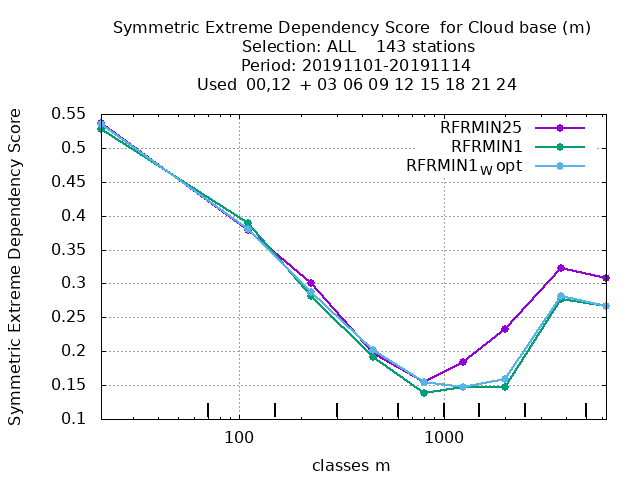 Symmetric Extreme Dependency Score for Cloud base (m)
Selection: ALL 143 stations
Period: 20191101-20191114
Used 00,12 + 03 06 09 12 15 18 21 24
Symmetric Extreme Dependency Score
0.55
0.5
0.45
0.4
0.35
0.3
0.25
0.2
0.15
0.1
RFRMIN25
RFRMIN1
RFRMIN1W opt
100
1000
classes m